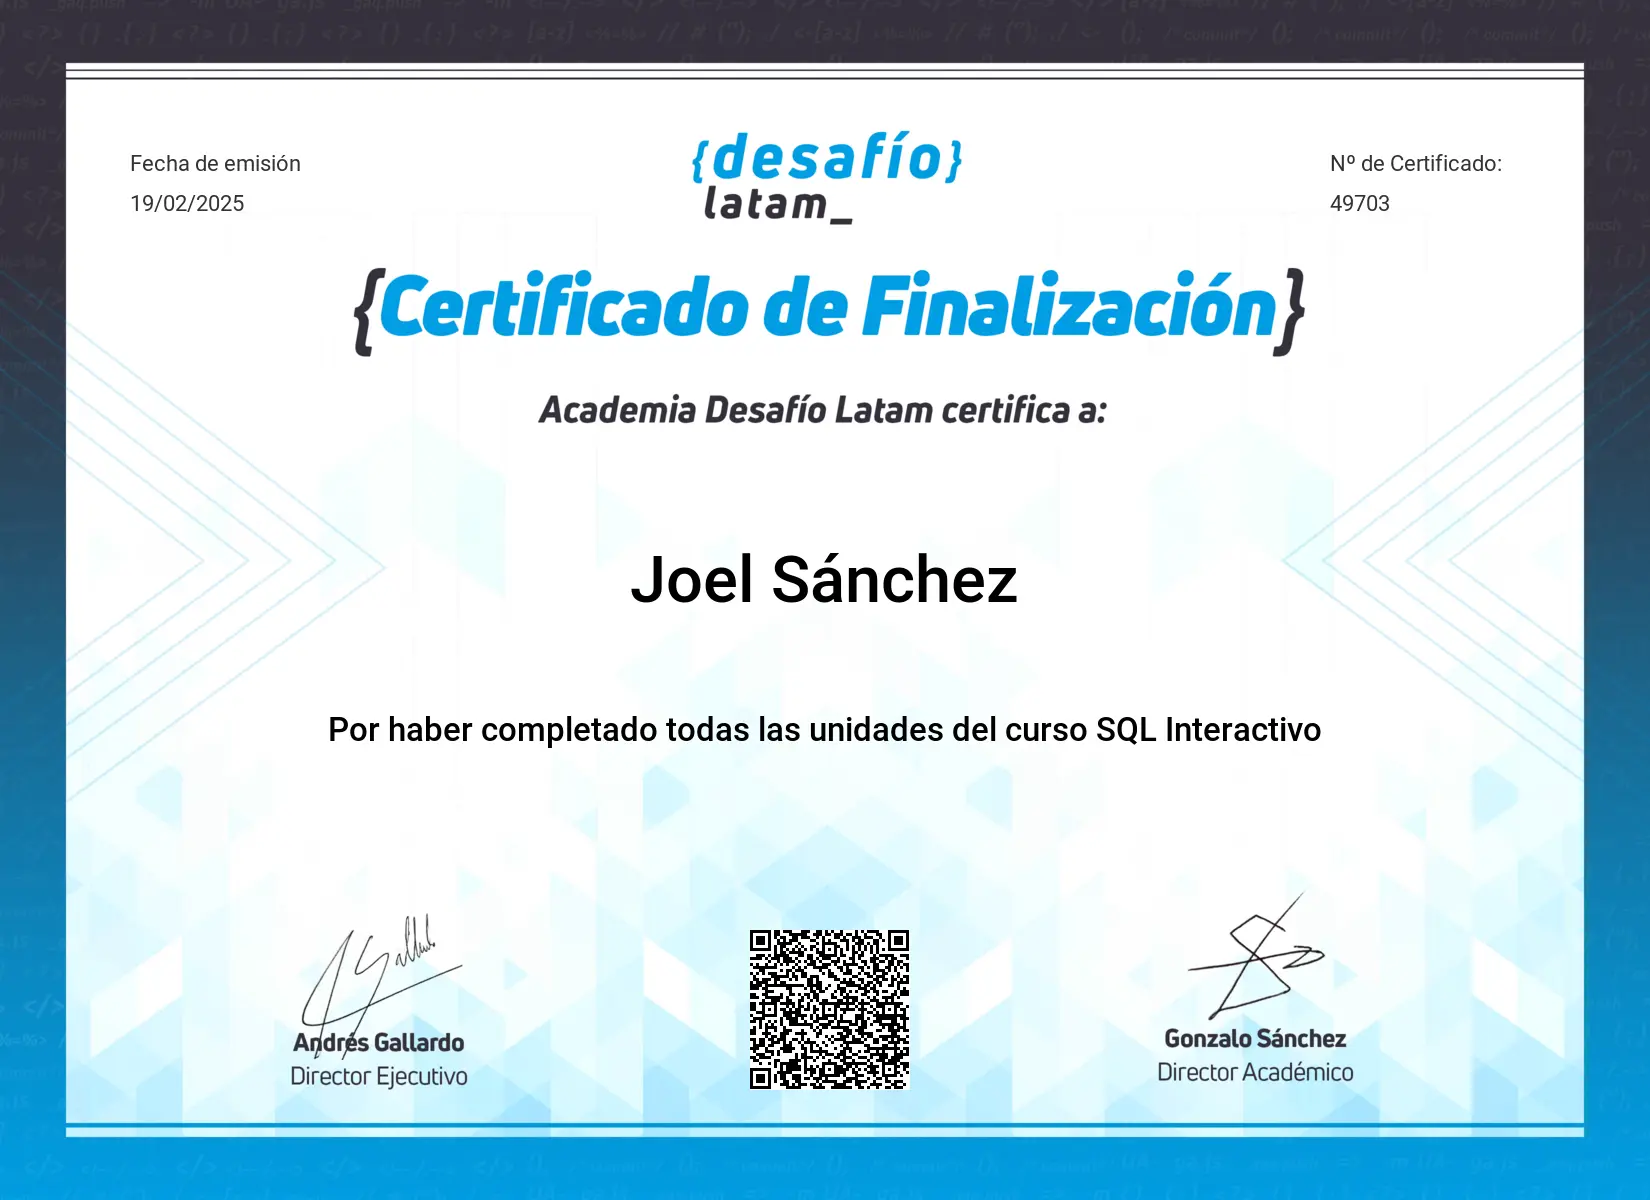 Fecha de emisión
19/02/2025
{desafío}
latam_
Nº de Certificado:
49703
{Certificado de Finalización}
Academia Desafío Latam certifica a:
Joel Sánchez
Por haber completado todas las unidades del curso SQL Interactivo
Andrés Gallardo
Director Ejecutivo
Gonzalo Sánchez
Director Académico